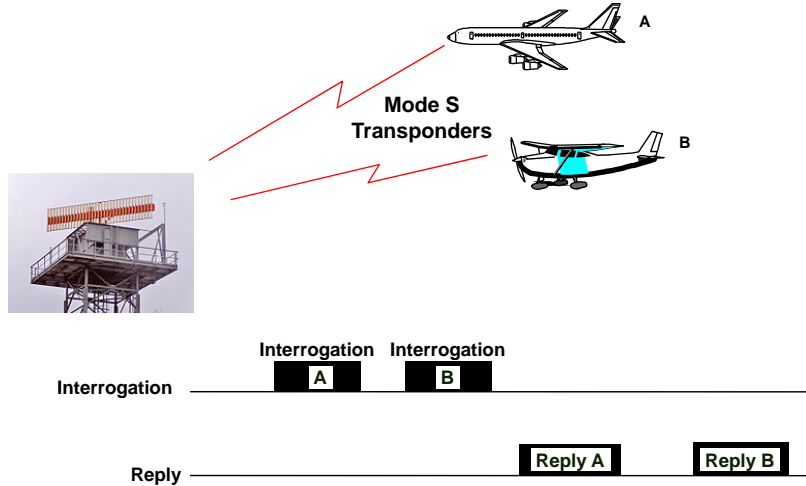 A
Mode S
Transponders
B
Interrogation Interrogation
Interrogation A B
Reply Reply A Reply B